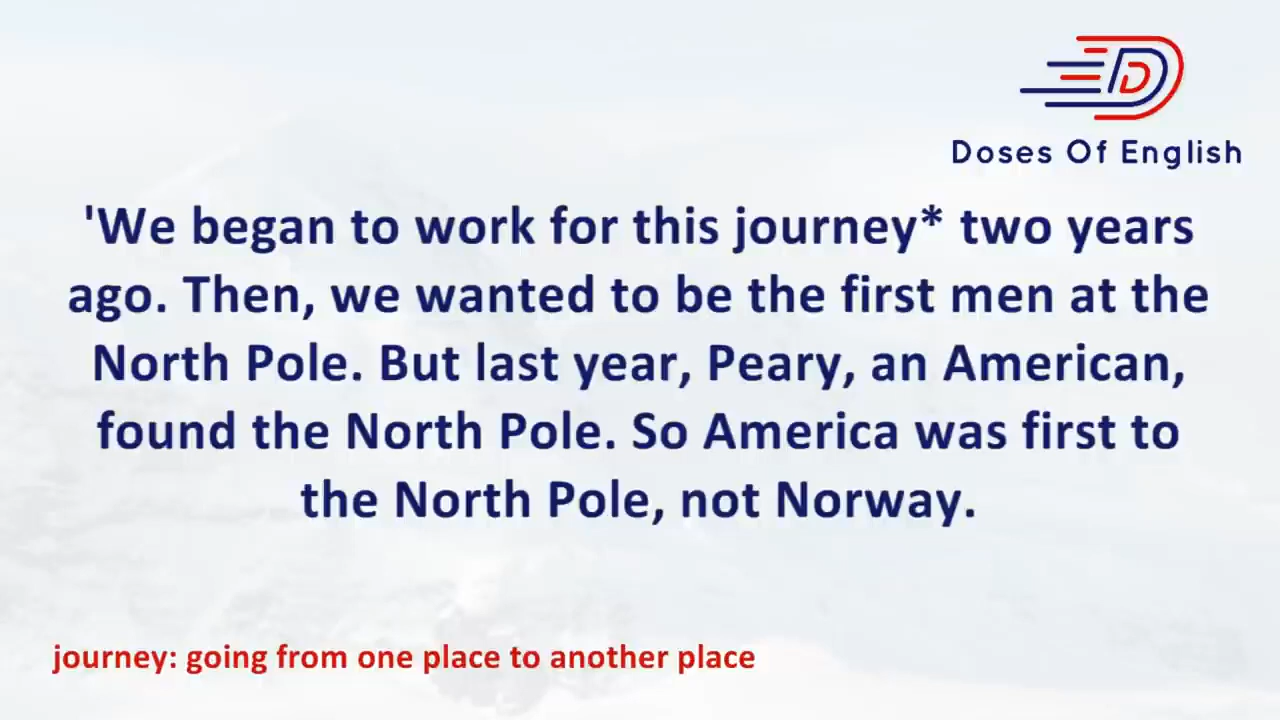 Doses Of English
'We began to work for this journey* two years
ago. Then, we wanted to be the first men at the
North Pole. But last year, Peary, an American,
found the North Pole. So America was first to
the North Pole, not Norway.
journey: going from one place to another place